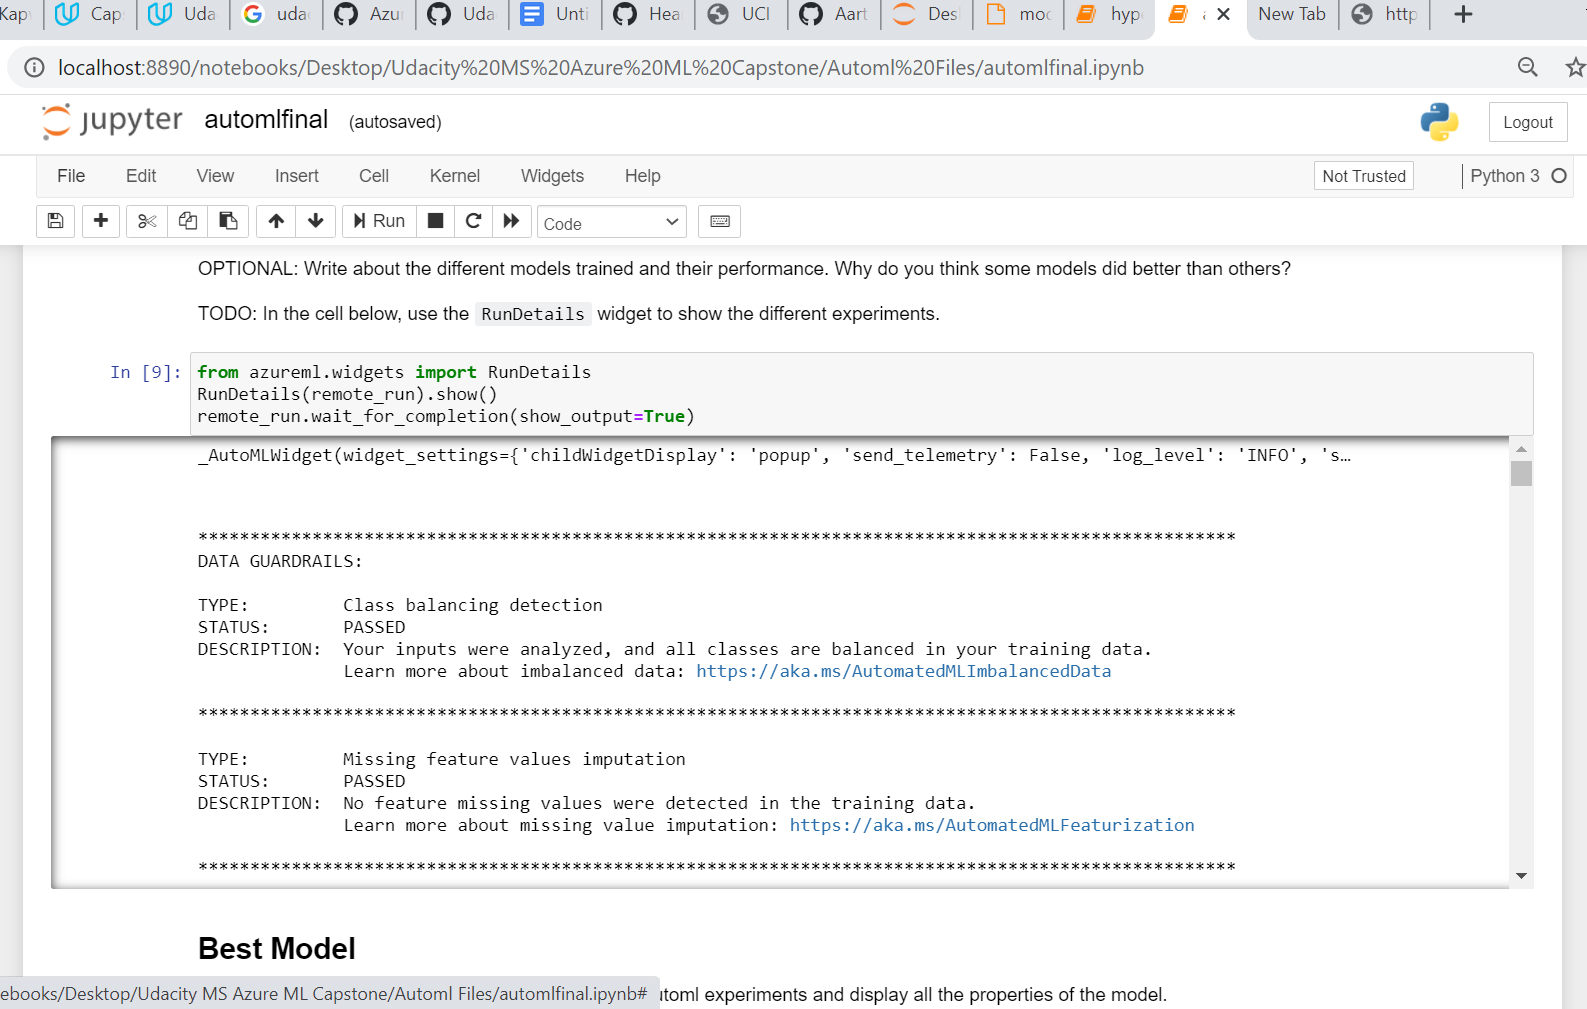 Kap Cap Uda uda Azu Uda Unti Hea UCI Aart Des moc hyp New Tab http
localhost:8890/notebooks/Desktop/Udacity%20MS%20Azure%20ML%20Capstone/Automl%20Files/automlfinal.ipynb
jupyter automlfinal (autosaved) Logout
File Edit View Insert Cell Kernel Widgets Help Not Trusted Python 3
Run Code
OPTIONAL: Write about the different models trained and their performance. Why do you think some models did better than others?
TODO: In the cell below, use the RunDetails widget to show the different experiments.
In [9]: from azureml.widgets import RunDetails
RunDetails(remote_run).show()
remote_run.wait_for_completion(show_output=True)
_AutoMLWidget(widget_settings={'childWidgetDisplay': 'popup', 'send_telemetry': False, 'log_level': 'INFO', 's…
****************************************************************************************************
DATA GUARDRAILS:
TYPE: Class balancing detection
STATUS: PASSED
DESCRIPTION: Your inputs were analyzed, and all classes are balanced in your training data.
Learn more about imbalanced data: https://aka.ms/AutomatedMLImbalancedData
****************************************************************************************************
TYPE: Missing feature values imputation
STATUS: PASSED
DESCRIPTION: No feature missing values were detected in the training data.
Learn more about missing value imputation: https://aka.ms/AutomatedMLFeaturization
****************************************************************************************************
Best Model
ebooks/Desktop/Udacity MS Azure ML Capstone/Automl Files/automlfinal.ipynb# utoml experiments and display all the properties of the model.